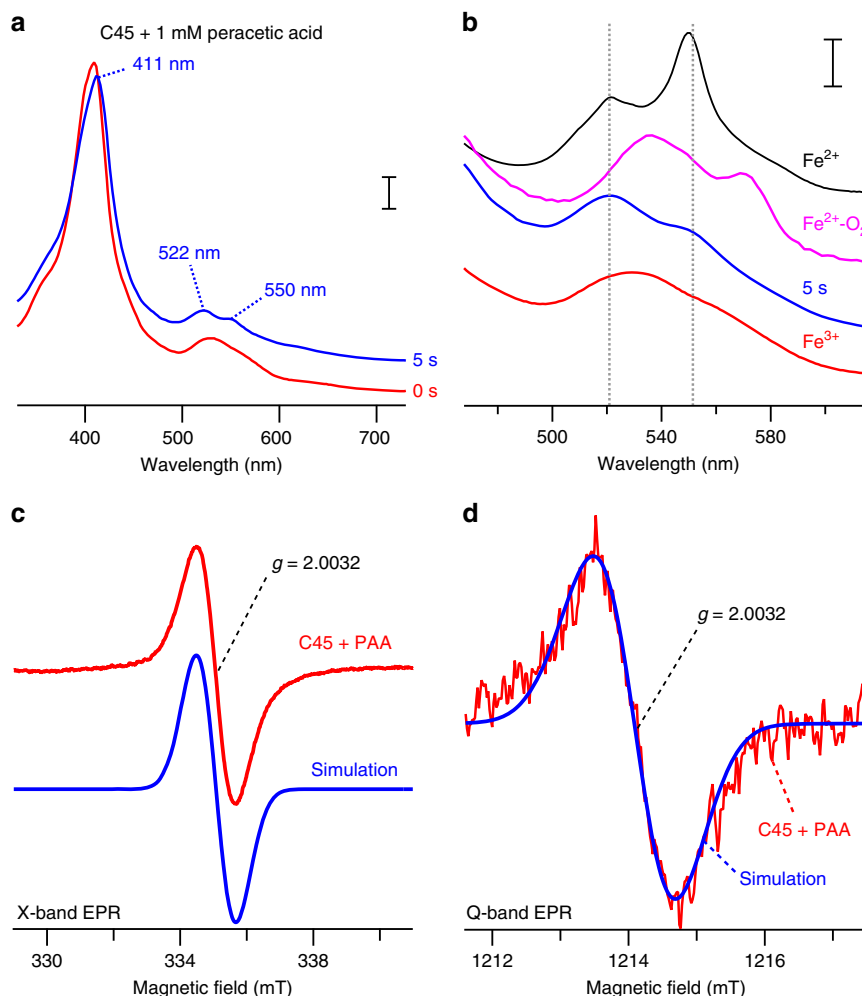 a
C45 + 1 mM peracetic acid
411 nm
522 nm
550 nm
5 s
0 s
400 500 600 700
Wavelength (nm)
b
Fe²⁺
Fe²⁺-O₂
5 s
Fe³⁺
500 540 580
Wavelength (nm)
c
g = 2.0032
C45 + PAA
Simulation
X-band EPR
330 334 338
Magnetic field (mT)
d
g = 2.0032
C45 + PAA
Simulation
Q-band EPR
1212 1214 1216
Magnetic field (mT)